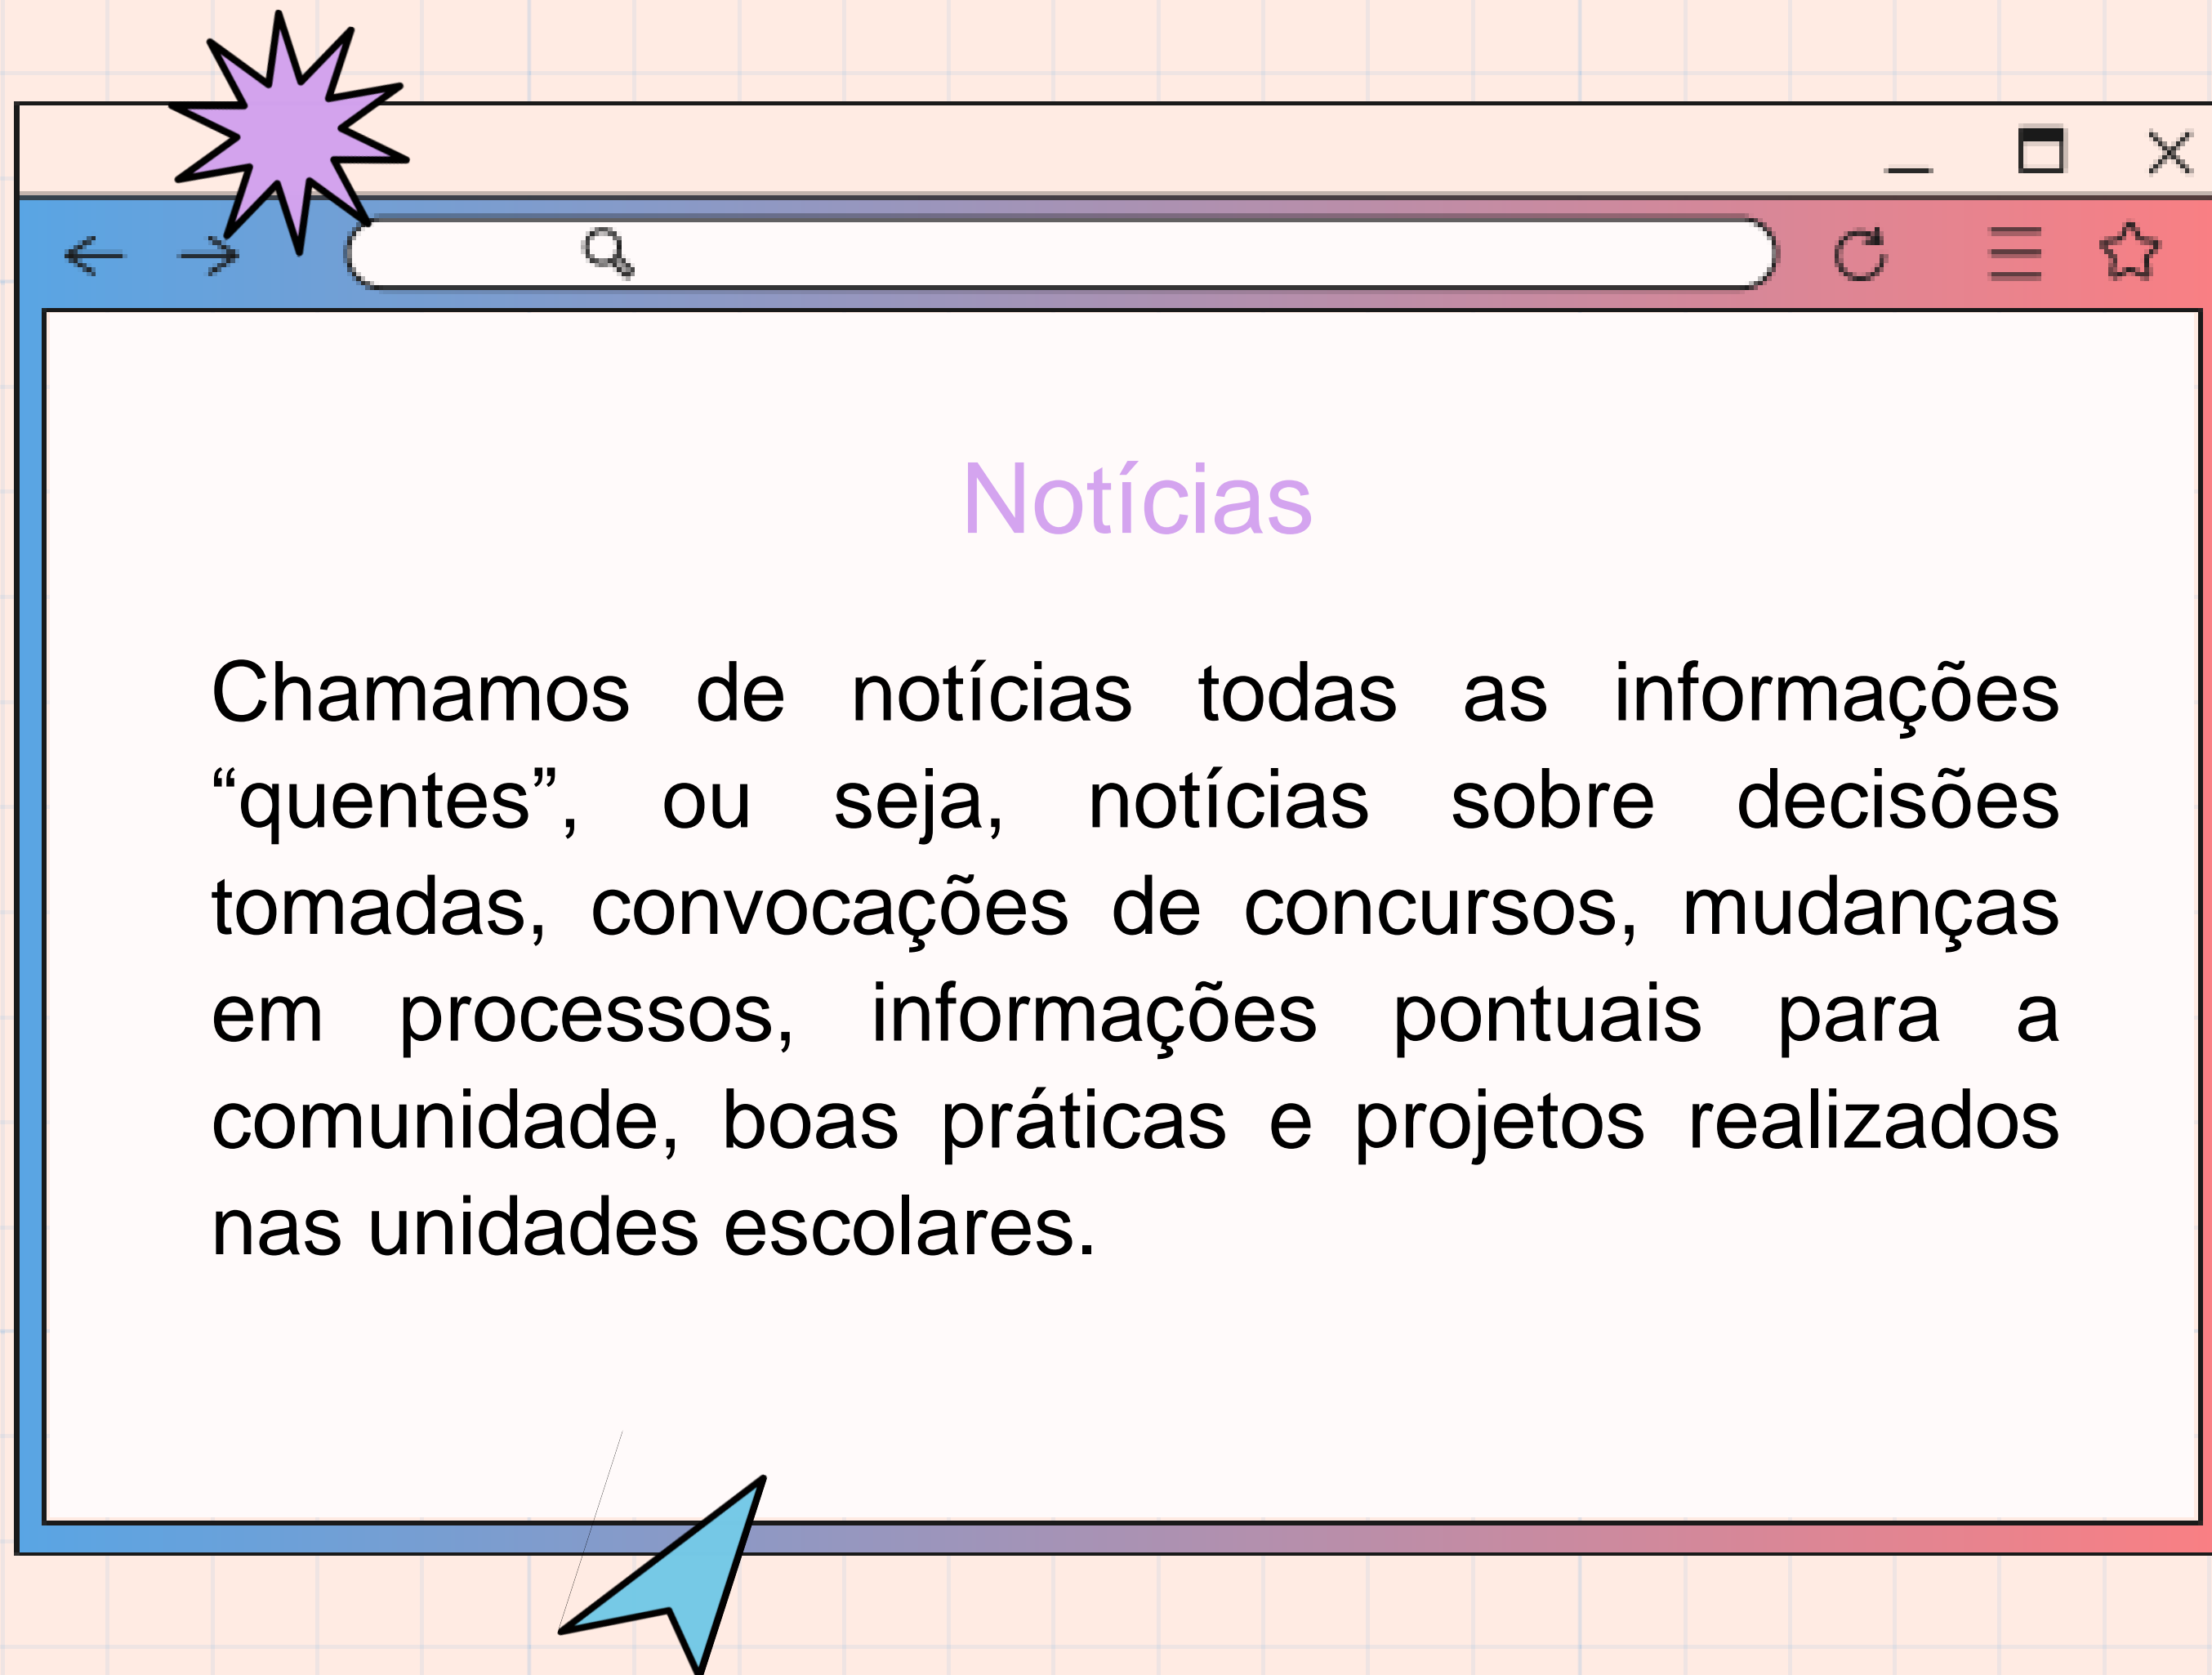 Notícias
Chamamos de notícias todas as informações
“quentes”, ou seja, notícias sobre decisões
tomadas, convocações de concursos, mudanças
em processos, informações pontuais para a
comunidade, boas práticas e projetos realizados
nas unidades escolares.